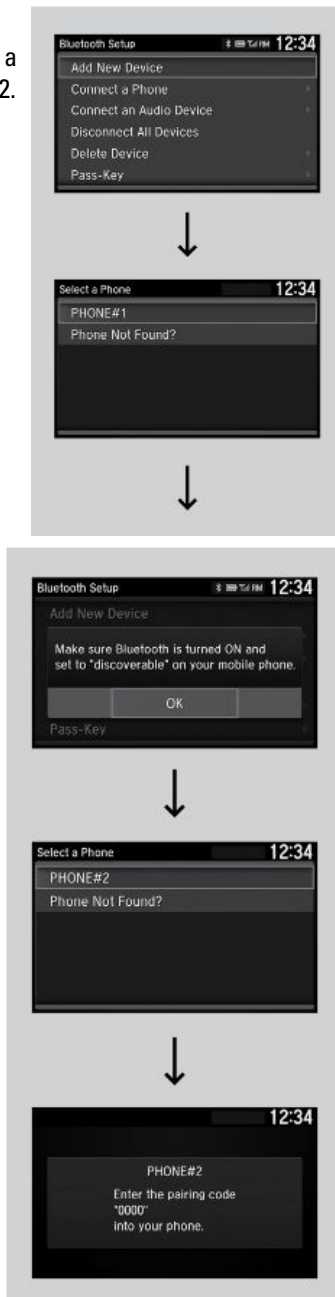 a
2.
Bluetooth Setup 12:34
Add New Device
Connect a Phone
Connect an Audio Device
Disconnect All Devices
Delete Device
Pass-Key
Select a Phone 12:34
PHONE#1
Phone Not Found?
Bluetooth Setup 12:34
Add New Device
Make sure Bluetooth is turned ON and
set to "discoverable" on your mobile phone.
OK
Pass-Key
Select a Phone 12:34
PHONE#2
Phone Not Found?
12:34
PHONE#2
Enter the pairing code
"0000"
into your phone.